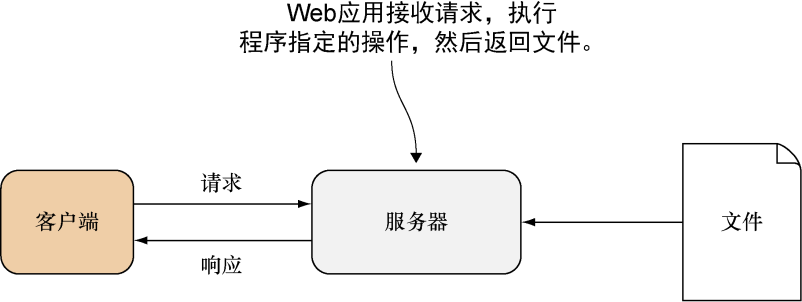 Web应用接收请求，执行
程序指定的操作，然后返回文件。
请求
客户端
服务器
文件
响应